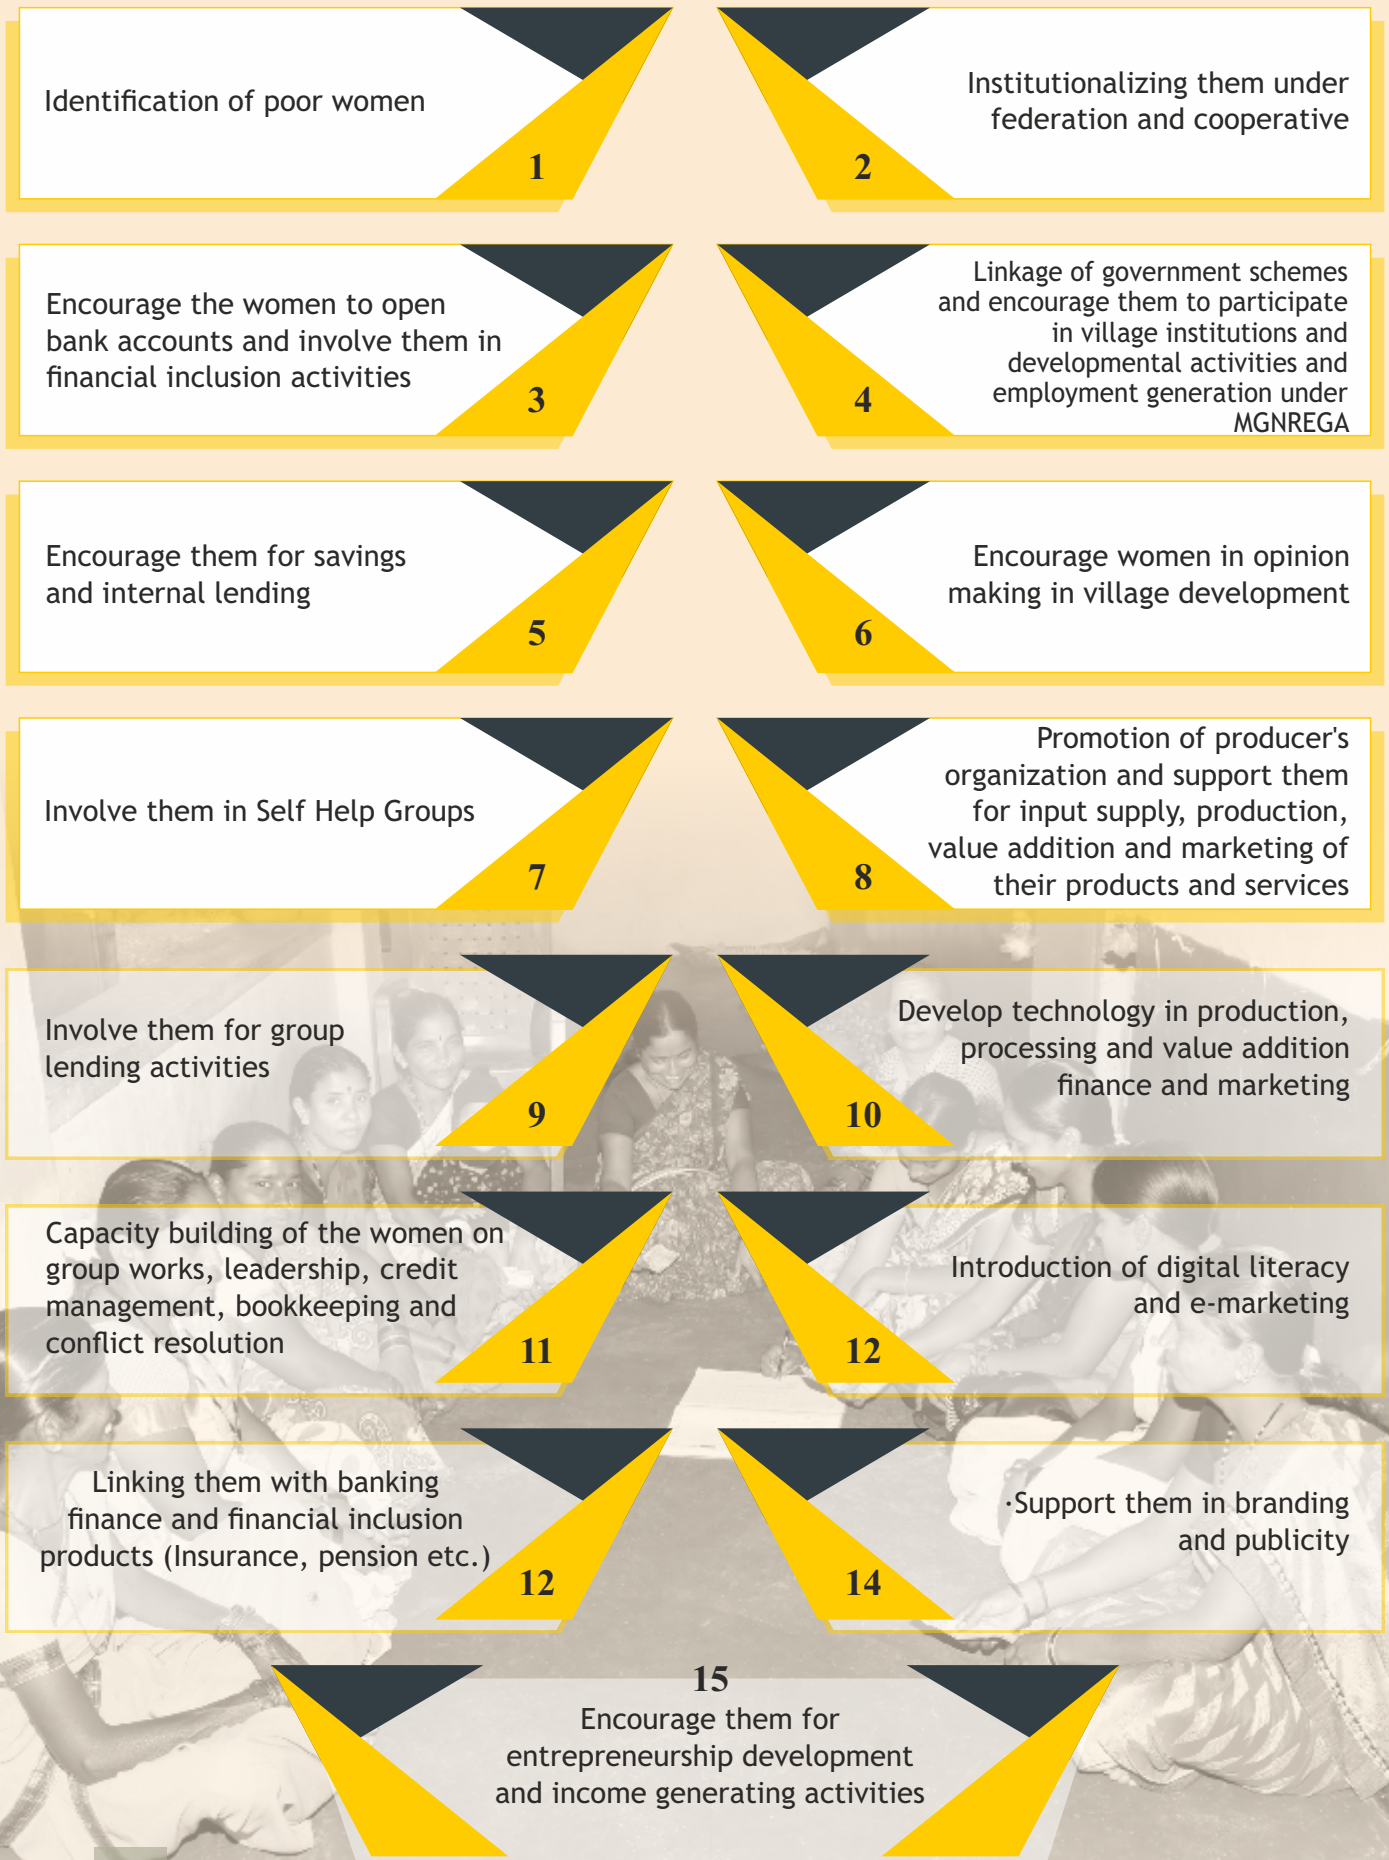 Identification of poor women
1
Institutionalizing them under
federation and cooperative
2
Encourage the women to open
bank accounts and involve them in
financial inclusion activities
3
Linkage of government schemes
and encourage them to participate
in village institutions and
developmental activities and
employment generation under
MGNREGA
4
Encourage them for savings
and internal lending
5
Encourage women in opinion
making in village development
6
Involve them in Self Help Groups
7
Promotion of producer's
organization and support them
for input supply, production,
value addition and marketing of
their products and services
8
Involve them for group
lending activities
9
Develop technology in production,
processing and value addition
finance and marketing
10
Capacity building of the women on
group works, leadership, credit
management, bookkeeping and
conflict resolution
11
Introduction of digital literacy
and e-marketing
12
Linking them with banking
finance and financial inclusion
products (Insurance, pension etc.)
12
·Support them in branding
and publicity
14
15
Encourage them for
entrepreneurship development
and income generating activities